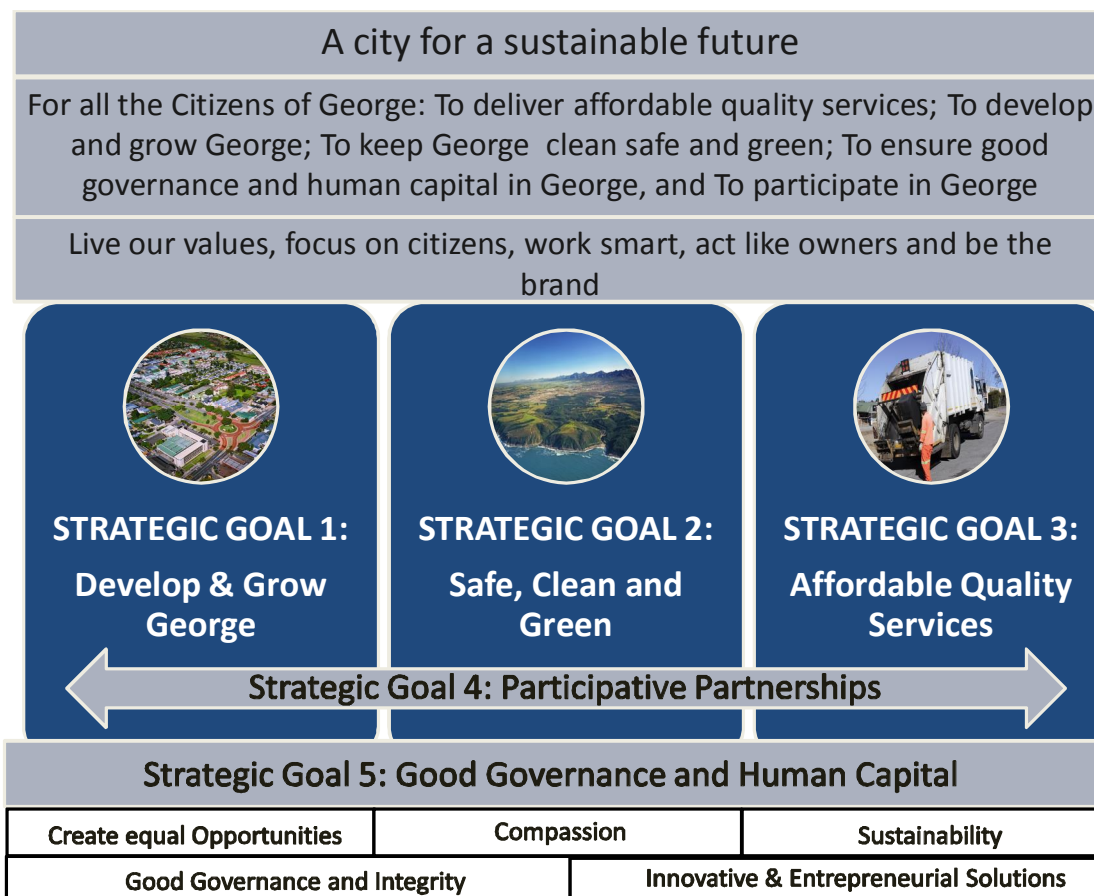 A city for a sustainable future
For all the Citizens of George: To deliver affordable quality services; To develop
and grow George; To keep George clean safe and green; To ensure good
governance and human capital in George, and To participate in George
Live our values, focus on citizens, work smart, act like owners and be the
brand
STRATEGIC GOAL 1:
Develop & Grow
George
STRATEGIC GOAL 2:
Safe, Clean and
Green
STRATEGIC GOAL 3:
Affordable Quality
Services
Strategic Goal 4: Participative Partnerships
Strategic Goal 5: Good Governance and Human Capital
Create equal Opportunities
Compassion
Sustainability
Good Governance and Integrity
Innovative & Entrepreneurial Solutions